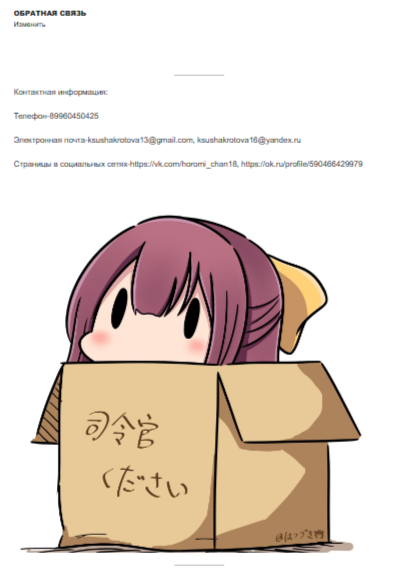 ОБРАТНАЯ СВЯЗЬ
Изменить
Контактная информация:
Телефон-89960450425
Электронная почта-ksushakrotova13@gmail.com, ksushakrotova16@yandex.ru
Страницы в социальных сетях-https://vk.com/horomi_chan18, https://ok.ru/profile/590466429979
司令官
ください